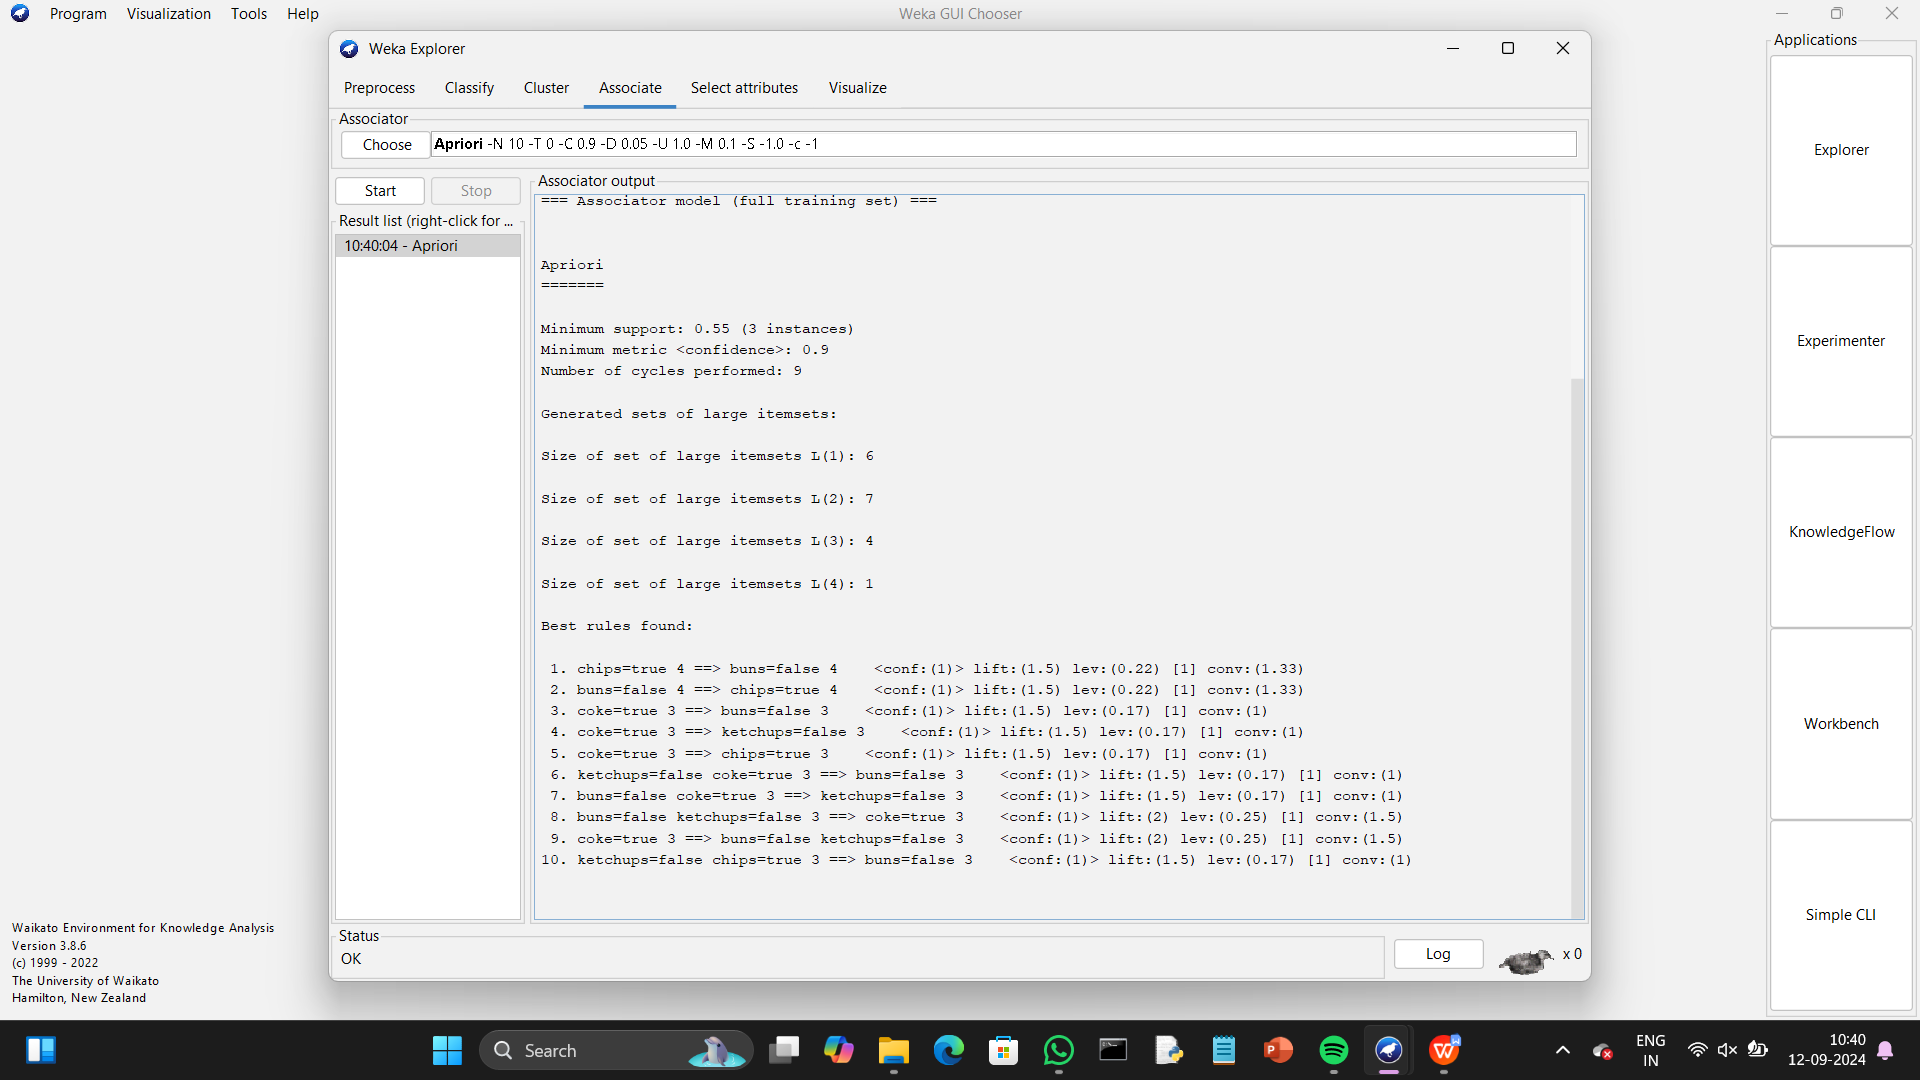 Program Visualization Tools Help
Weka GUI Chooser
Applications
Weka Explorer
Preprocess Classify Cluster Associate Select attributes Visualize
Associator
Choose
Apriori -N 10 -T 0 -C 0.9 -D 0.05 -U 1.0 -M 0.1 -S -1.0 -c -1
Start Stop
Result list (right-click for ...
10:40:04 - Apriori
Associator output
=== Associator model (full training set) ===
Apriori
=======
Minimum support: 0.55 (3 instances)
Minimum metric <confidence>: 0.9
Number of cycles performed: 9
Generated sets of large itemsets:
Size of set of large itemsets L(1): 6
Size of set of large itemsets L(2): 7
Size of set of large itemsets L(3): 4
Size of set of large itemsets L(4): 1
Best rules found:
1. chips=true 4 ==> buns=false 4    <conf:(1)> lift:(1.5) lev:(0.22) [1] conv:(1.33)
2. buns=false 4 ==> chips=true 4    <conf:(1)> lift:(1.5) lev:(0.22) [1] conv:(1.33)
3. coke=true 3 ==> buns=false 3    <conf:(1)> lift:(1.5) lev:(0.17) [1] conv:(1)
4. coke=true 3 ==> ketchups=false 3    <conf:(1)> lift:(1.5) lev:(0.17) [1] conv:(1)
5. coke=true 3 ==> chips=true 3    <conf:(1)> lift:(1.5) lev:(0.17) [1] conv:(1)
6. ketchups=false coke=true 3 ==> buns=false 3    <conf:(1)> lift:(1.5) lev:(0.17) [1] conv:(1)
7. buns=false coke=true 3 ==> ketchups=false 3    <conf:(1)> lift:(1.5) lev:(0.17) [1] conv:(1)
8. buns=false ketchups=false 3 ==> coke=true 3    <conf:(1)> lift:(2) lev:(0.25) [1] conv:(1.5)
9. coke=true 3 ==> buns=false ketchups=false 3    <conf:(1)> lift:(2) lev:(0.25) [1] conv:(1.5)
10. ketchups=false chips=true 3 ==> buns=false 3    <conf:(1)> lift:(1.5) lev:(0.17) [1] conv:(1)
Status
OK
Log
x 0
Explorer
Experimenter
KnowledgeFlow
Workbench
Simple CLI
Waikato Environment for Knowledge Analysis
Version 3.8.6
(c) 1999 - 2022
The University of Waikato
Hamilton, New Zealand
Search
ENG
IN
10:40
12-09-2024